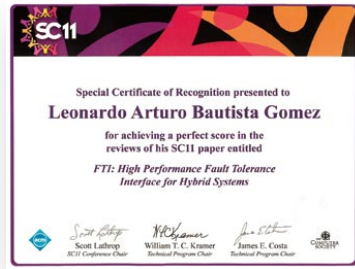 SC11
Special Certificate of Recognition presented to
Leonardo Arturo Bautista Gomez
for achieving a perfect score in the
reviews of his SC11 paper entitled
FTI: High Performance Fault Tolerance
Interface for Hybrid Systems
Scott Lathrop
SC11 Conference Chair
William T. C. Kramer
Technical Program Chair
James E. Costa
Technical Program Chair
COMPUTER
SOCIETY